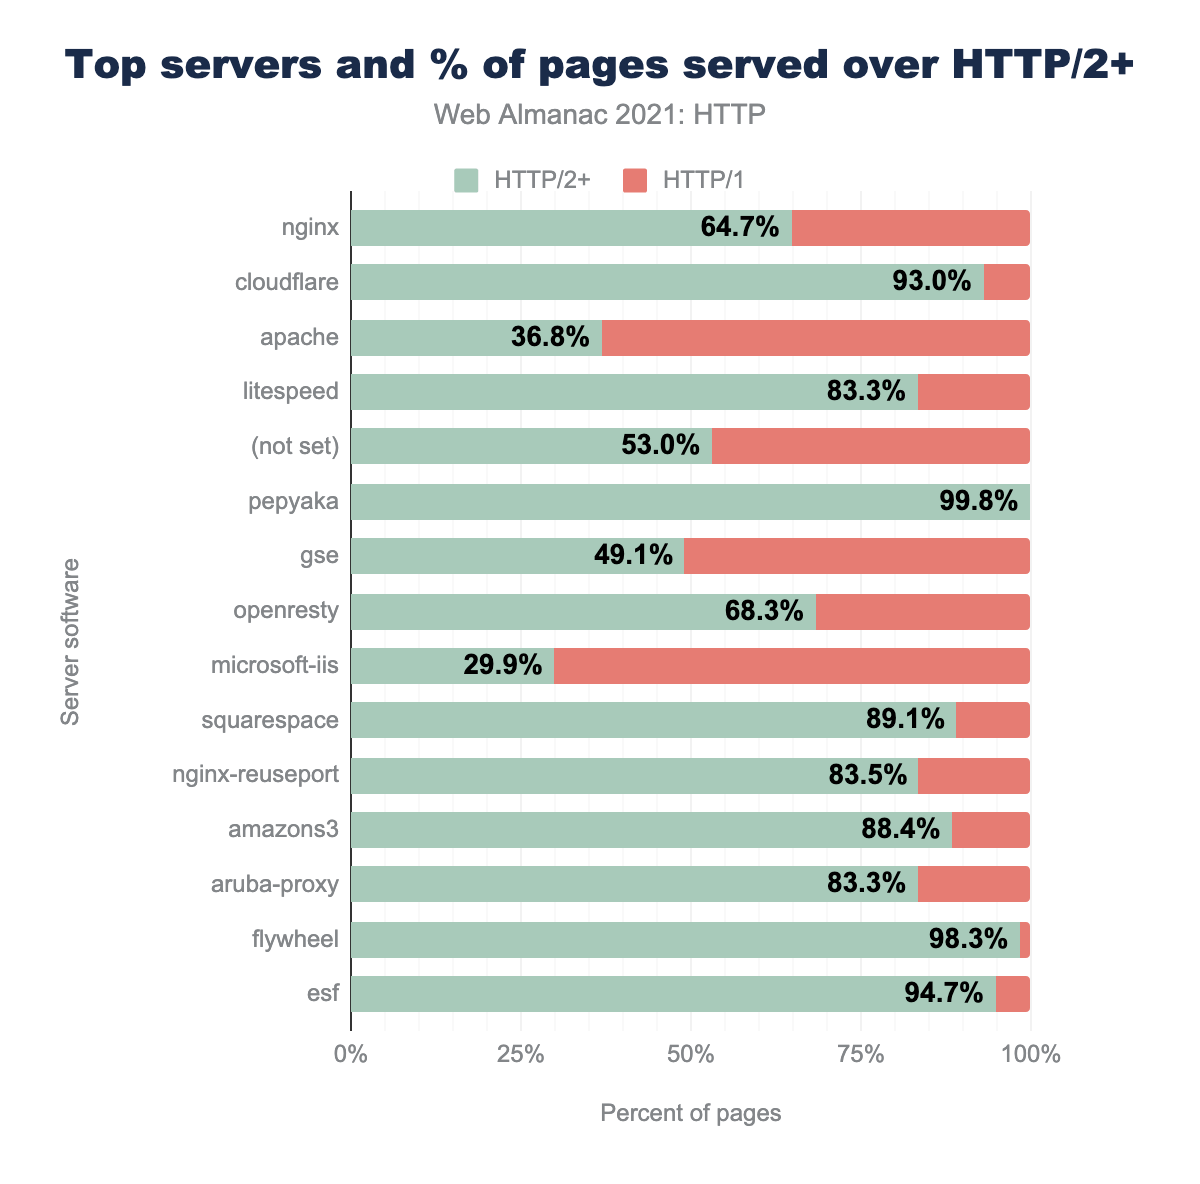 Top servers and % of pages served over HTTP/2+
Web Almanac 2021: HTTP
HTTP/2+ HTTP/1
nginx 64.7%
cloudflare 93.0%
apache 36.8%
litespeed 83.3%
(not set) 53.0%
pepyaka 99.8%
gse 49.1%
openresty 68.3%
microsoft-iis 29.9%
squarespace 89.1%
nginx-reuseport 83.5%
amazons3 88.4%
aruba-proxy 83.3%
flywheel 98.3%
esf 94.7%
Server software
0% 25% 50% 75% 100%
Percent of pages